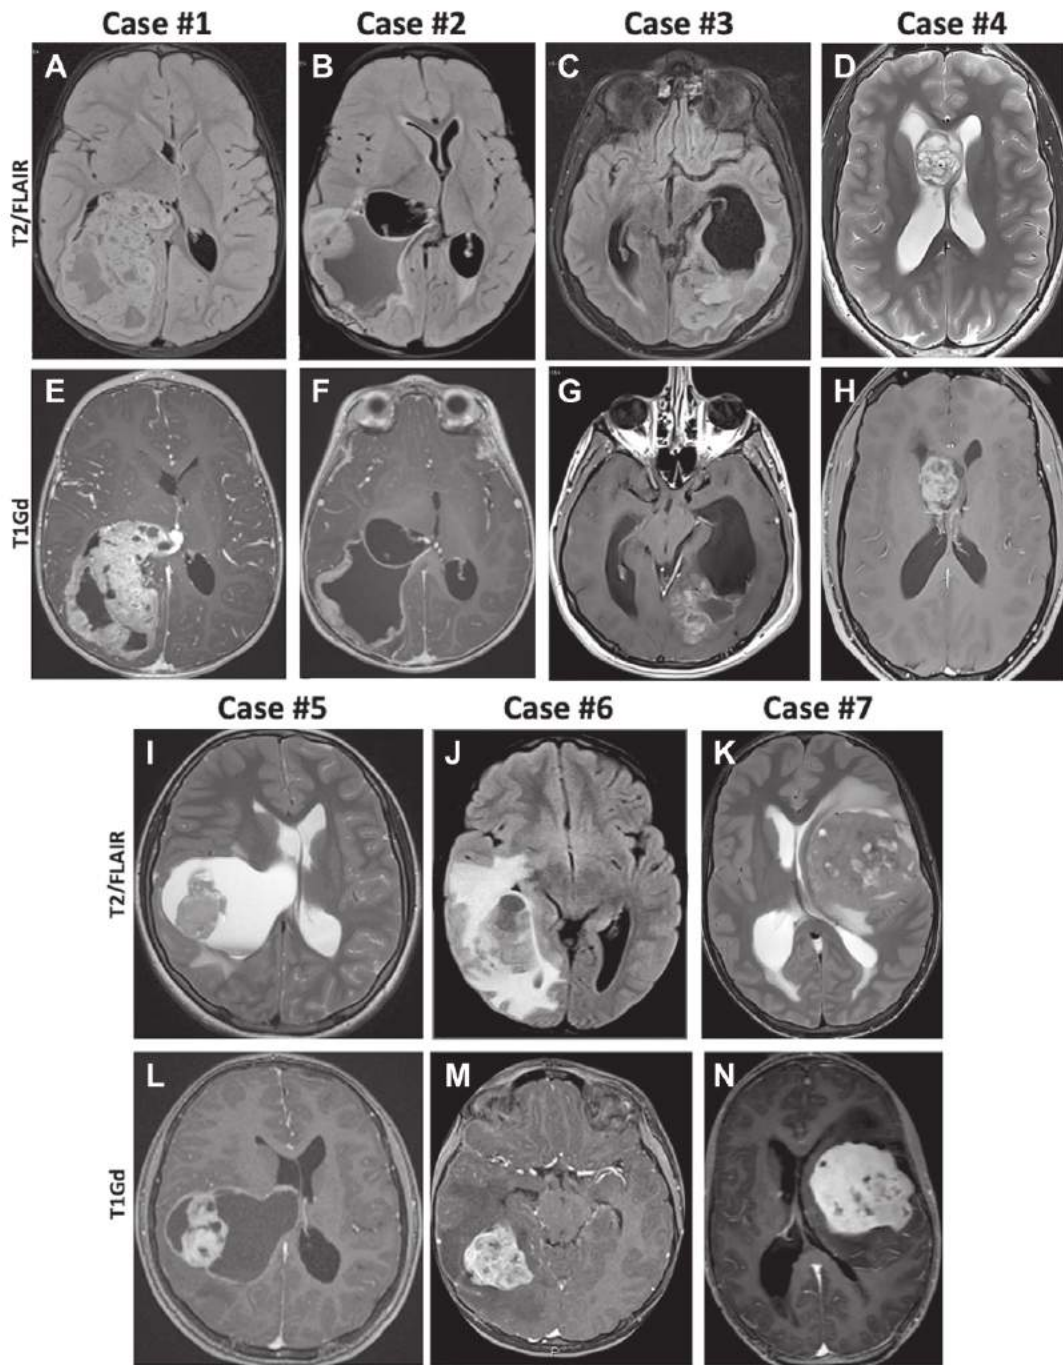 Case #1 Case #2 Case #3 Case #4
T2/FLAIR
A B C D
T1Gd
E F G H
Case #5 Case #6 Case #7
T2/FLAIR
I J K
T1Gd
L M N
P